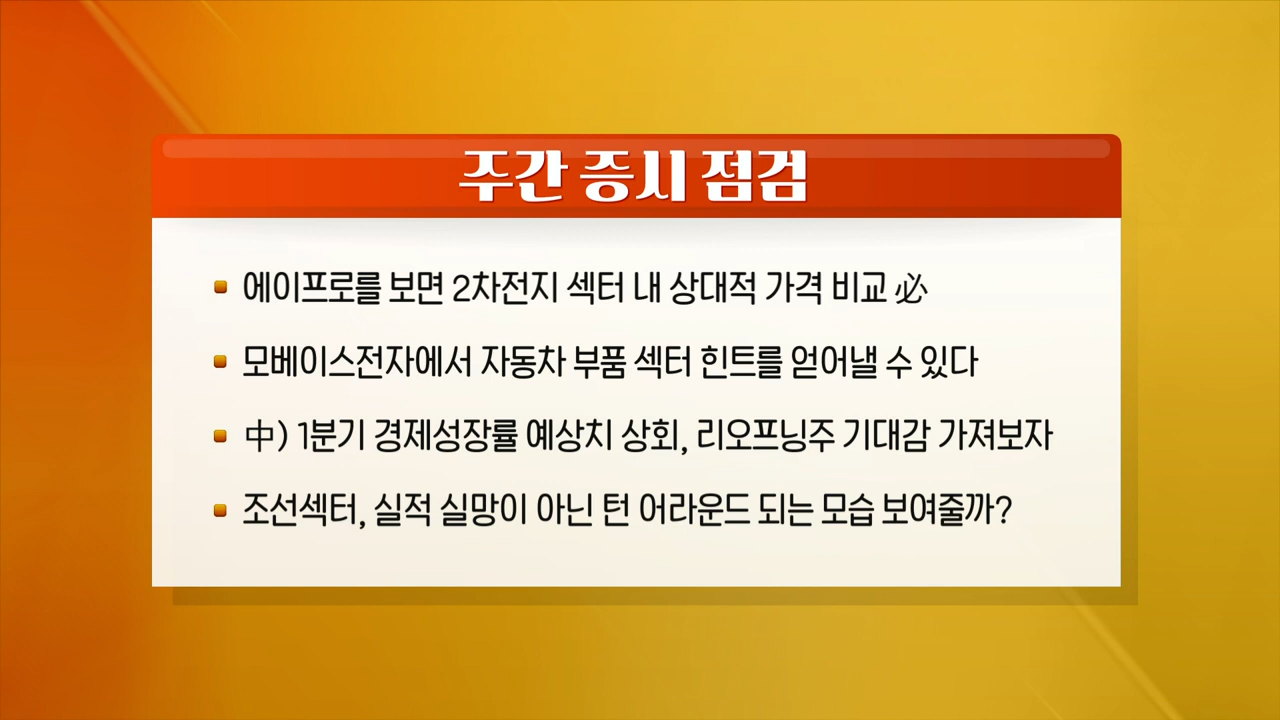 주간 증시 점검
에이프로를 보면 2차전지 섹터 내 상대적 가격 비교 必
모베이스전자에서 자동차 부품 섹터 힌트를 얻어낼 수 있다
中) 1분기 경제성장률 예상치 상회, 리오프닝주 기대감 가져보자
조선섹터, 실적 실망이 아닌 턴 어라운드 되는 모습 보여줄까?